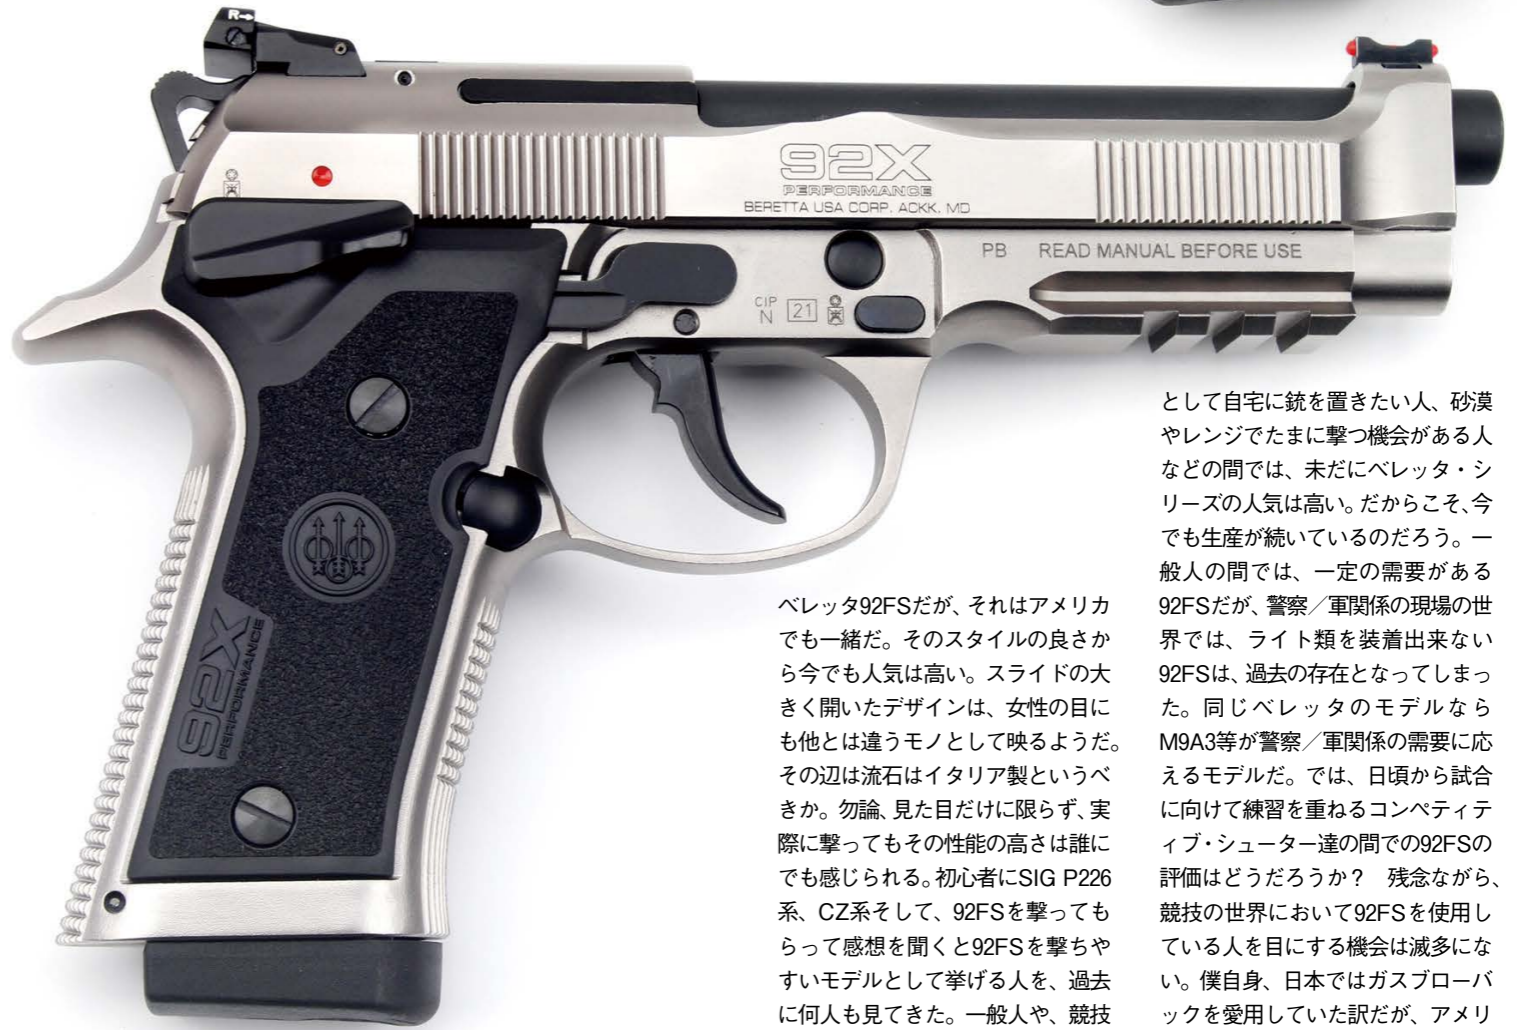 R→
92X
PERFORMANCE
BERETTA USA CORP. ACKK. MD
PB READ MANUAL BEFORE USE
CIP
N
21
92X
PERFORMANCE
ベレッタ92FSだが、それはアメリカ
でも一緒だ。そのスタイルの良さか
ら今でも人気は高い。スライドの大
きく開いたデザインは、女性の目に
も他とは違うモノとして映るようだ。
その辺は流石はイタリア製というべ
きか。勿論、見た目だけに限らず、実
際に撃ってもその性能の高さは誰に
でも感じられる。初心者にSIG P226
系、CZ系そして、92FSを撃っても
らって感想を聞くと92FSを撃ちや
すいモデルとして挙げる人を、過去
に何人も見てきた。一般人や、競技
として自宅に銃を置きたい人、砂漠
やレンジでたまに撃つ機会がある人
などの間では、未だにベレッタ・シ
リーズの人気は高い。だからこそ、今
でも生産が続いているのだろう。一
般人の間では、一定の需要がある
92FSだが、警察／軍関係の現場の世
界では、ライト類を装着出来ない
92FSは、過去の存在となってしまっ
た。同じベレッタのモデルなら
M9A3等が警察／軍関係の需要に応
えるモデルだ。では、日頃から試合
に向けて練習を重ねるコンペティテ
ィブ・シューター達の間での92FSの
評価はどうだろうか？　残念ながら、
競技の世界において92FSを使用し
ている人を目にする機会は滅多にな
い。僕自身、日本ではガスブローバ
ックを愛用していた訳だが、アメリ